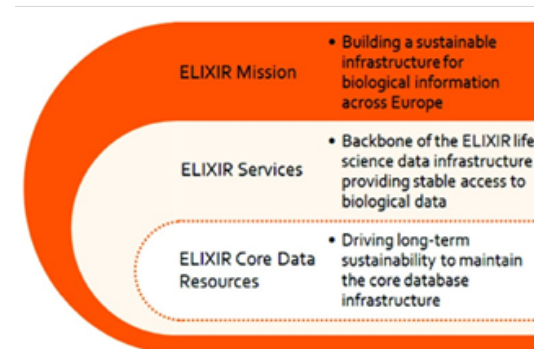 ELIXIR Mission
• Building a sustainable
infrastructure for
biological information
across Europe
ELIXIR Services
• Backbone of the ELIXIR life
science data infrastructure
providing stable access to
biological data
ELIXIR Core Data
Resources
• Driving long-term
sustainability to maintain
the core database
infrastructure